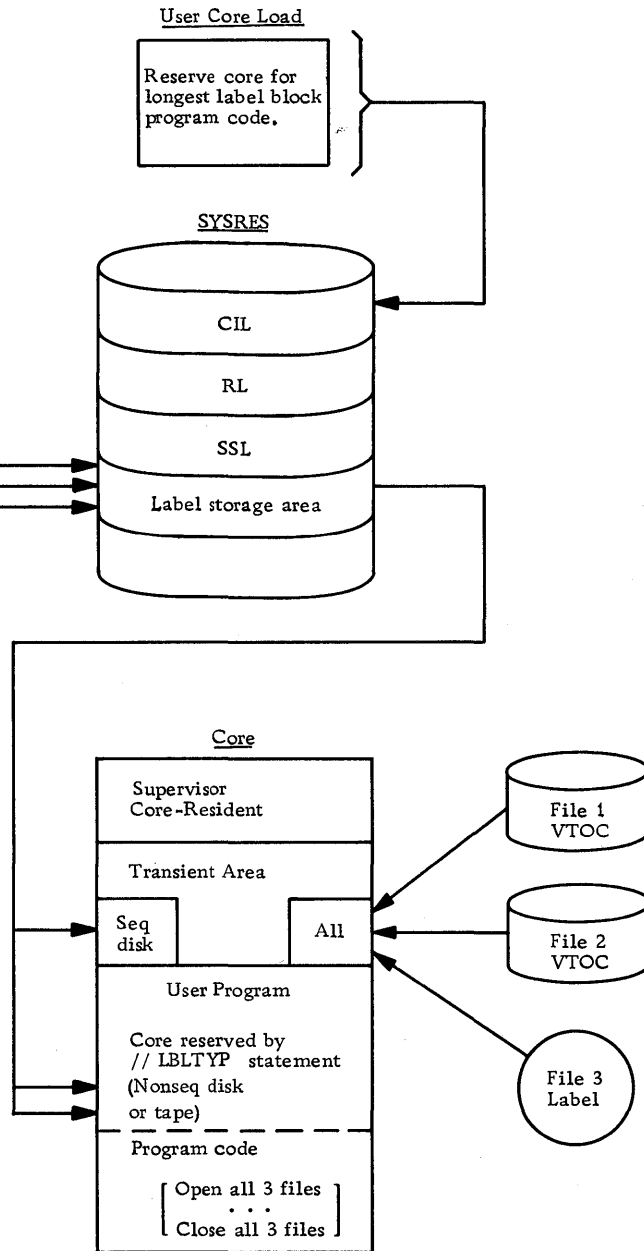 User Core Load
Reserve core for
longest label block
program code.
SYSRES
CIL
RL
SSL
Label storage area
Core
Supervisor
Core-Resident
Transient Area
Seq
disk
All
File 1
VTOC
File 2
VTOC
File 3
Label
User Program
Core reserved by
// LBLTYP statement
(Nonseq disk
or tape)
Program code
Open all 3 files
. . .
Close all 3 files